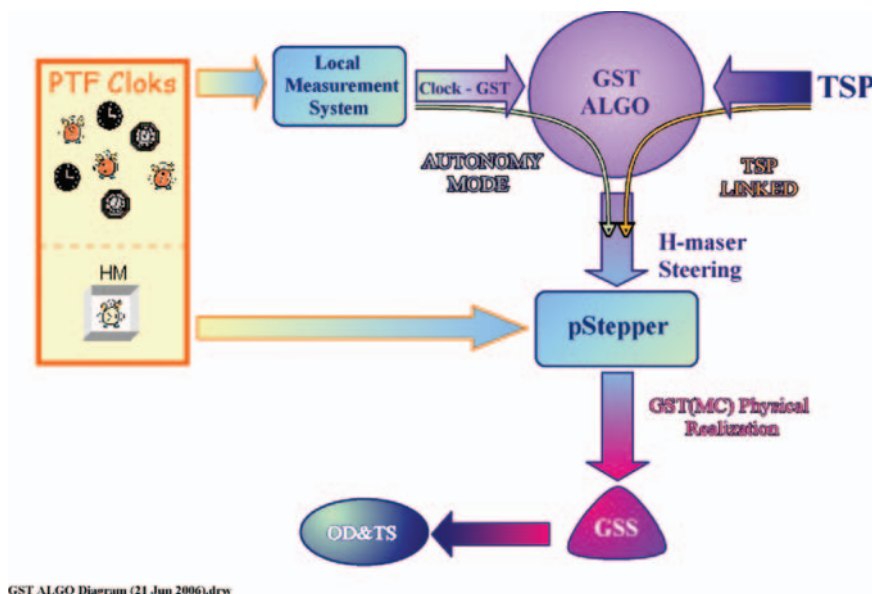 PTF Cloks
HM
Local
Measurement
System
Clock - GST
GST
ALGO
TSP
AUTONOMY
MODE
TSP
LINKED
H-maser
Steering
pStepper
GST(MC) Physical
Realization
GSS
OD&TS
GST ALGO Diagram (21 Jun 2006).drw